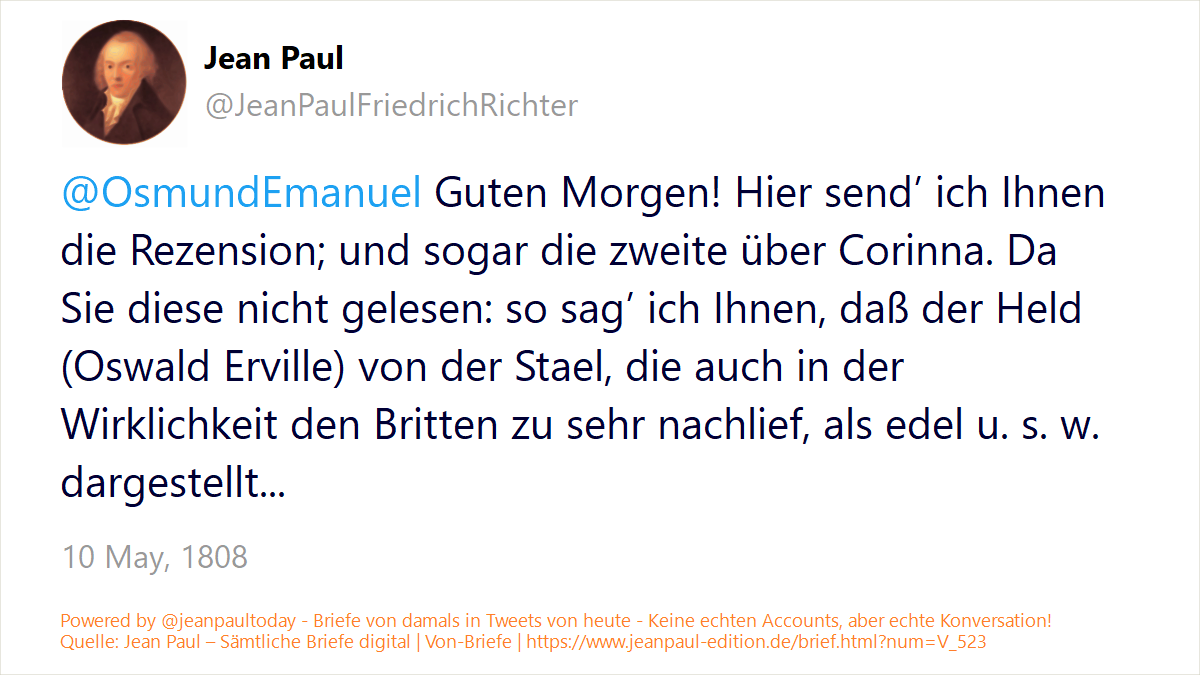 Jean Paul
@JeanPaulFriedrichRichter
@OsmundEmanuel Guten Morgen! Hier send’ ich Ihnen
die Rezension; und sogar die zweite über Corinna. Da
Sie diese nicht gelesen: so sag’ ich Ihnen, daß der Held
(Oswald Erville) von der Stael, die auch in der
Wirklichkeit den Britten zu sehr nachlief, als edel u. s. w.
dargestellt...
10 May, 1808
Powered by @jeanpaultoday - Briefe von damals in Tweets von heute - Keine echten Accounts, aber echte Konversation!
Quelle: Jean Paul – Sämtliche Briefe digital | Von-Briefe | https://www.jeanpaul-edition.de/brief.html?num=V_523